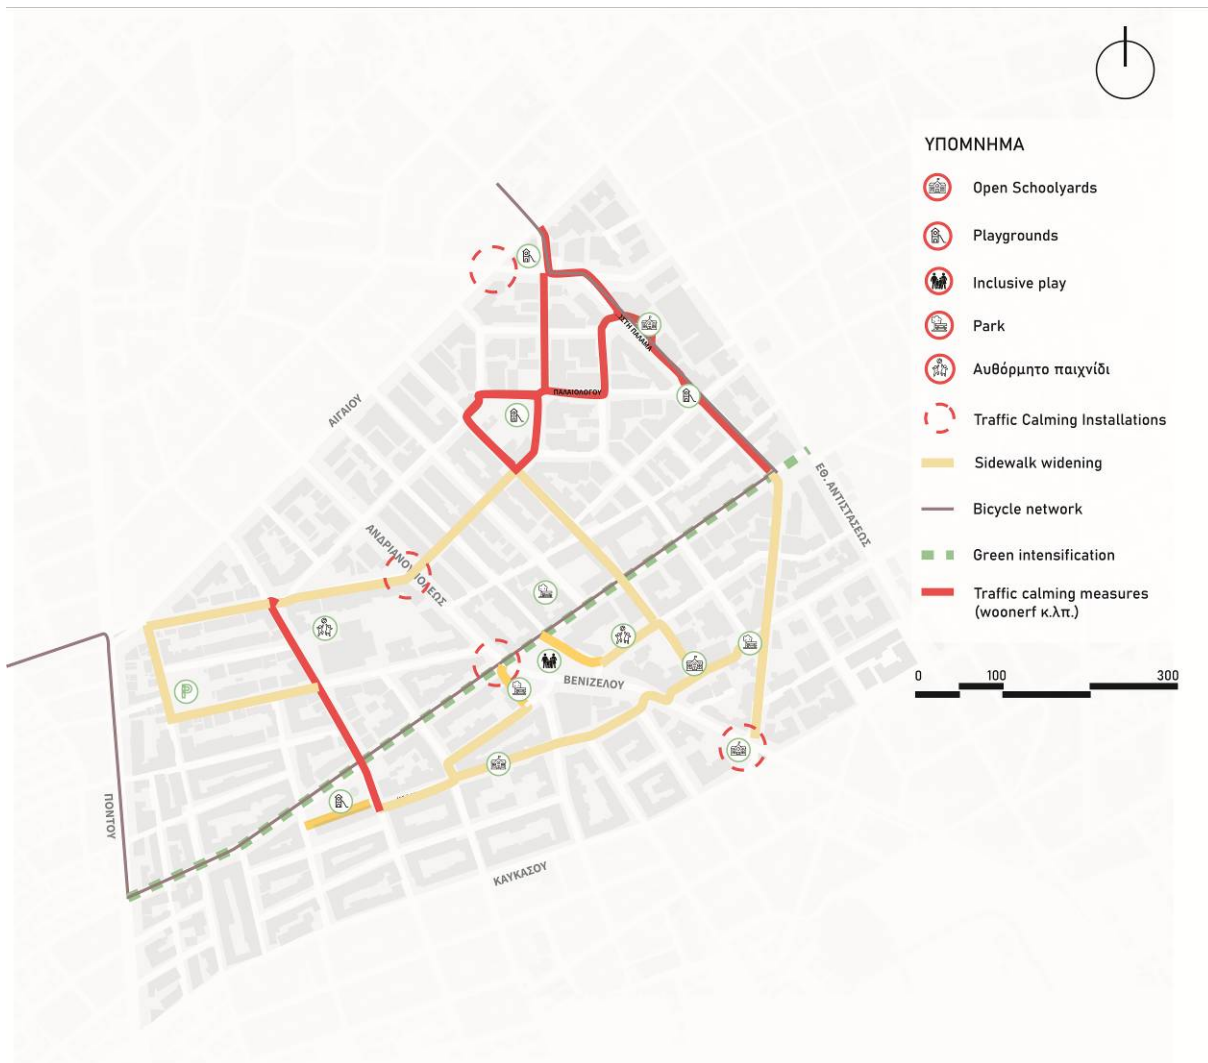 ΥΠΟΜΝΗΜΑ
Open Schoolyards
Playgrounds
Inclusive play
Park
Αυθόρμητο παιχνίδι
Traffic Calming Installations
Sidewalk widening
Bicycle network
Green intensification
Traffic calming measures
(woonerf κ.λπ.)
0 100 300
ΠΑΛΑΜΑ
ΠΑΛΑΙΟΛΟΓΟΥ
ΑΙΓΑΙΟΥ
ΕΘ. ΑΝΤΙΣΤΑΣΕΩΣ
ΑΝΔΡΙΑΝΟΥΠΟΛΕΩΣ
ΒΕΝΙΖΕΛΟΥ
P
ΠΟΝΤΟΥ
ΚΑΥΚΑΣΟΥ